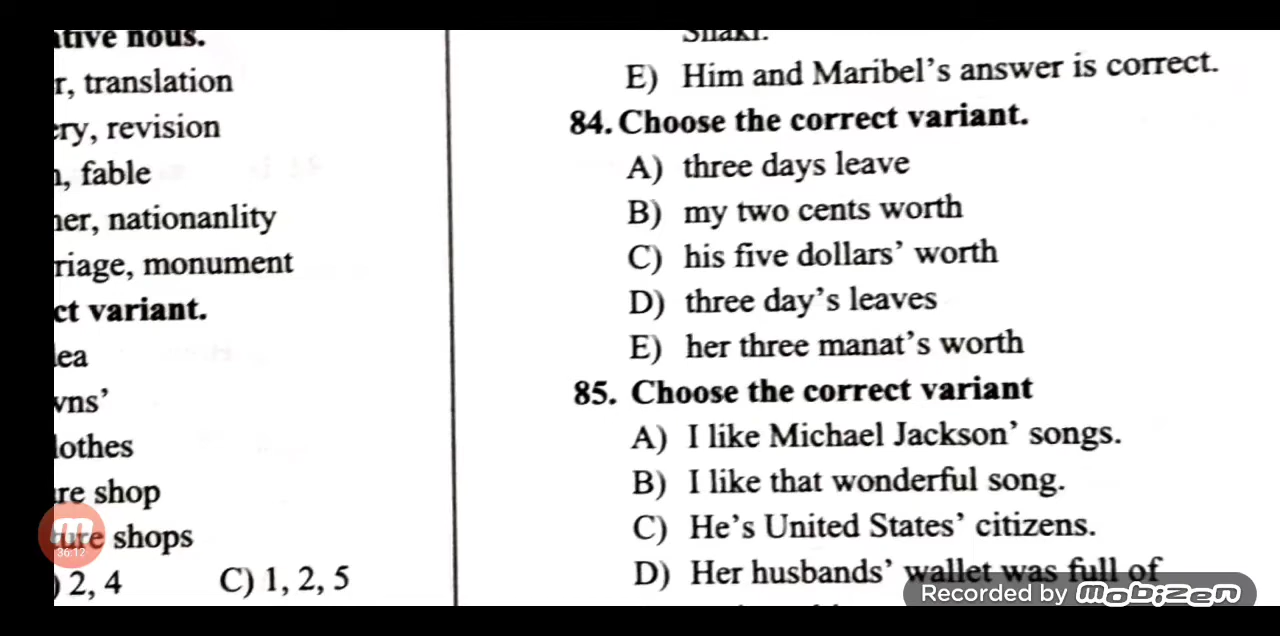 ative nous.
r, translation
ery, revision
, fable
ner, nationanlity
riage, monument
ct variant.
lea
wns’
lothes
ure shop
ture shops
36:12
) 2, 4 C) 1, 2, 5
Shaki.
E) Him and Maribel’s answer is correct.
84. Choose the correct variant.
A) three days leave
B) my two cents worth
C) his five dollars’ worth
D) three day’s leaves
E) her three manat’s worth
85. Choose the correct variant
A) I like Michael Jackson’ songs.
B) I like that wonderful song.
C) He’s United States’ citizens.
D) Her husbands’ wallet was full of
Recorded by mobizen